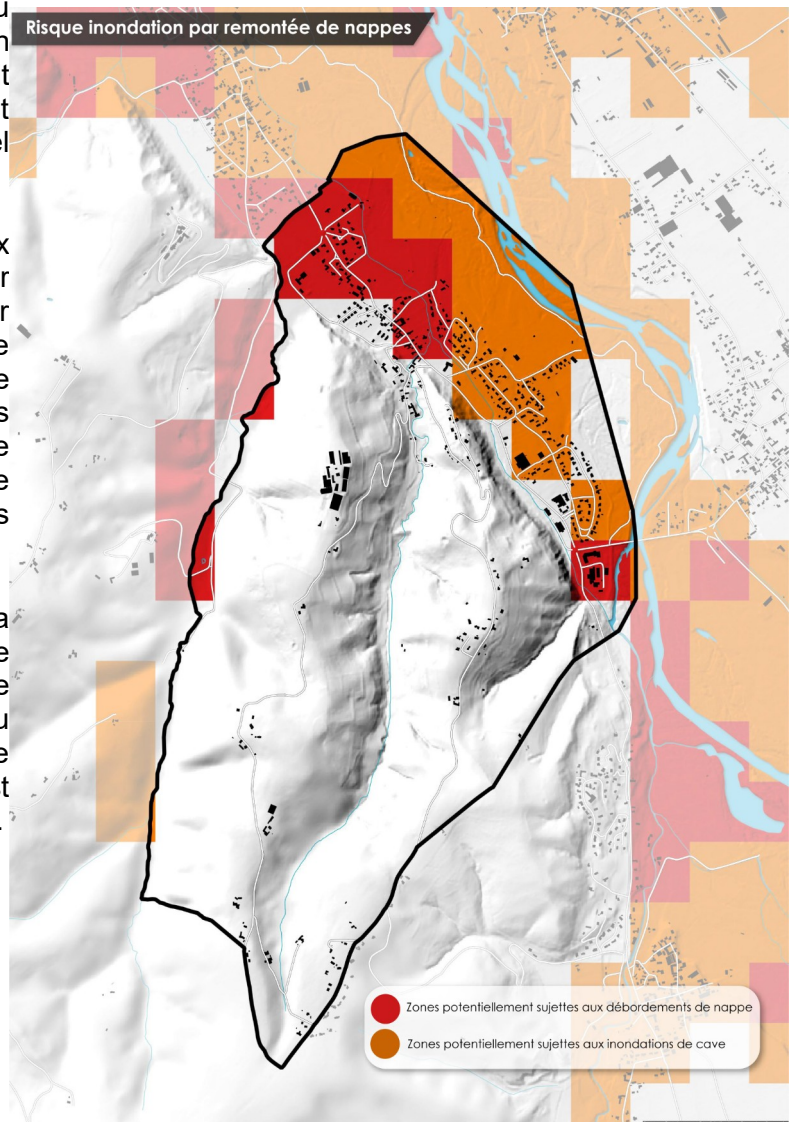 Risque inondation par remontée de nappes
Zones potentiellement sujettes aux débordements de nappe
Zones potentiellement sujettes aux inondations de cave